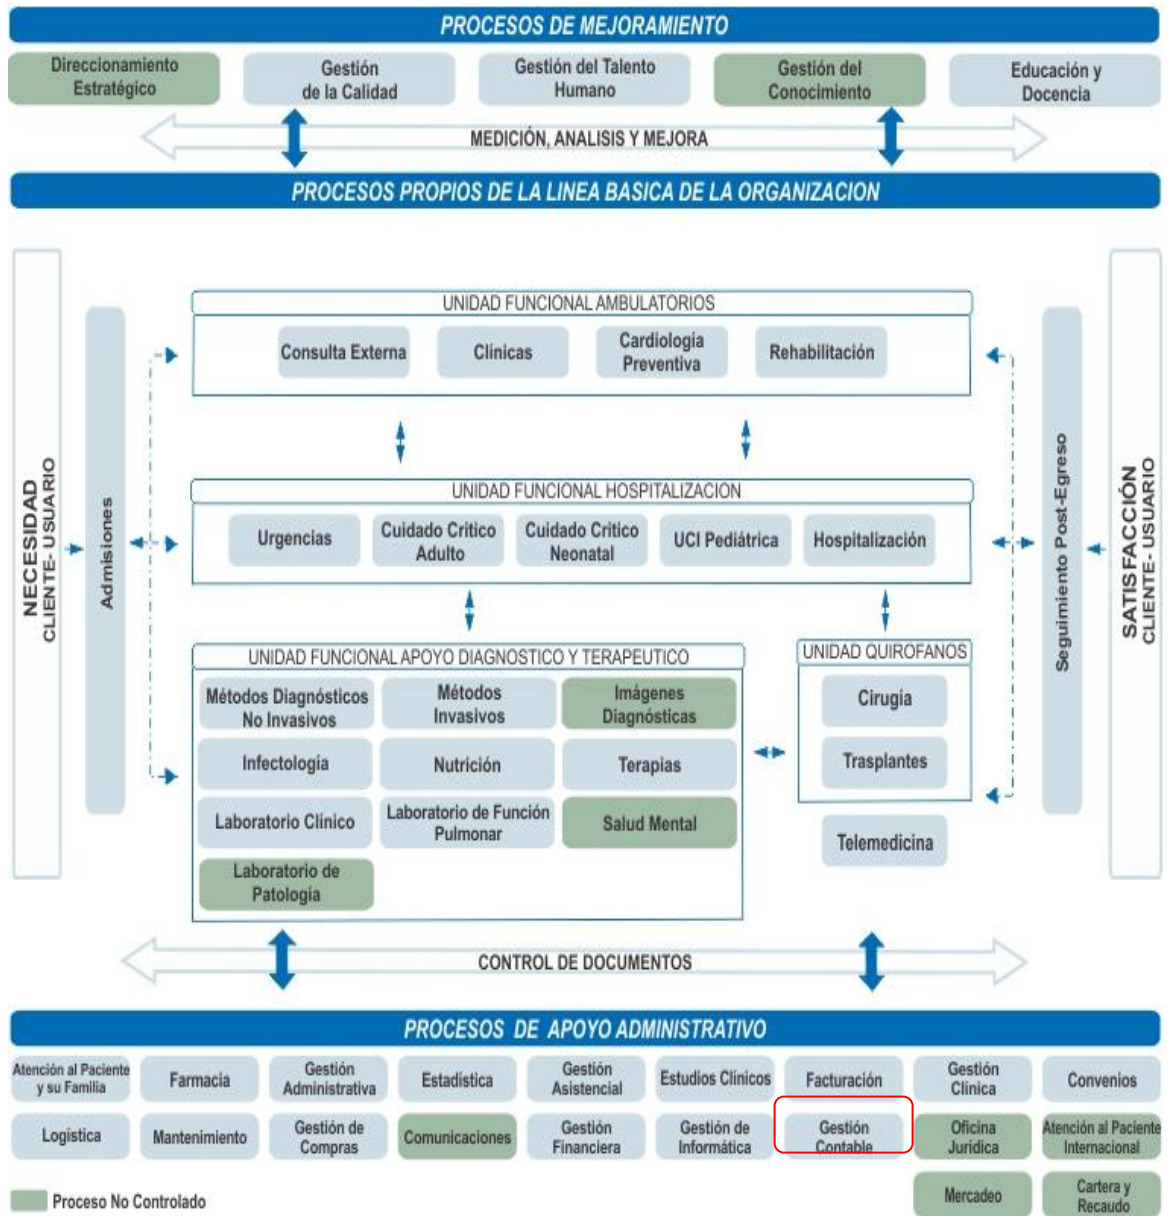 PROCESOS DE MEJORAMIENTO
Direccionamiento
Estratégico
Gestión
de la Calidad
Gestión del Talento
Humano
Gestión del
Conocimiento
Educación y
Docencia
MEDICIÓN, ANALISIS Y MEJORA
PROCESOS PROPIOS DE LA LINEA BASICA DE LA ORGANIZACION
NECESIDAD
CLIENTE- USUARIO
Admisiones
UNIDAD FUNCIONAL AMBULATORIOS
Consulta Externa
Clínicas
Cardiología
Preventiva
Rehabilitación
UNIDAD FUNCIONAL HOSPITALIZACION
Urgencias
Cuidado Critico
Adulto
Cuidado Critico
Neonatal
UCI Pediátrica
Hospitalización
UNIDAD FUNCIONAL APOYO DIAGNOSTICO Y TERAPEUTICO
Métodos Diagnósticos
No Invasivos
Métodos
Invasivos
Imágenes
Diagnósticas
Infectología
Nutrición
Terapias
Laboratorio Clínico
Laboratorio de Función
Pulmonar
Salud Mental
Laboratorio de
Patología
UNIDAD QUIROFANOS
Cirugía
Trasplantes
Telemedicina
Seguimiento Post-Egreso
SATISFACCIÓN
CLIENTE- USUARIO
CONTROL DE DOCUMENTOS
PROCESOS DE APOYO ADMINISTRATIVO
Atención al Paciente
y su Familia
Farmacia
Gestión
Administrativa
Estadística
Gestión
Asistencial
Estudios Clínicos
Facturación
Gestión
Clínica
Convenios
Logística
Mantenimiento
Gestión de
Compras
Comunicaciones
Gestión
Financiera
Gestión de
Informática
Gestión
Contable
Oficina
Juridica
Atención al Paciente
Internacional
Mercadeo
Cartera y
Recaudo
Proceso No Controlado